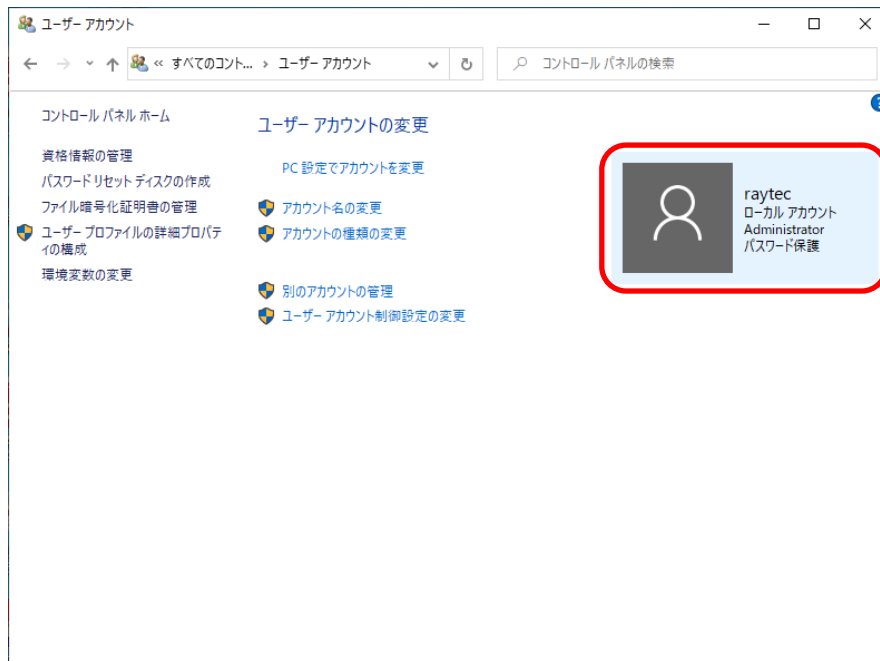 ユーザー アカウント
すべてのコント... ユーザー アカウント
コントロール パネルの検索
コントロール パネル ホーム
資格情報の管理
パスワード リセット ディスクの作成
ファイル暗号化証明書の管理
ユーザー プロファイルの詳細プロパテ
ィの構成
環境変数の変更
ユーザー アカウントの変更
PC 設定でアカウントを変更
アカウント名の変更
アカウントの種類の変更
別のアカウントの管理
ユーザー アカウント制御設定の変更
raytec
ローカル アカウント
Administrator
パスワード保護